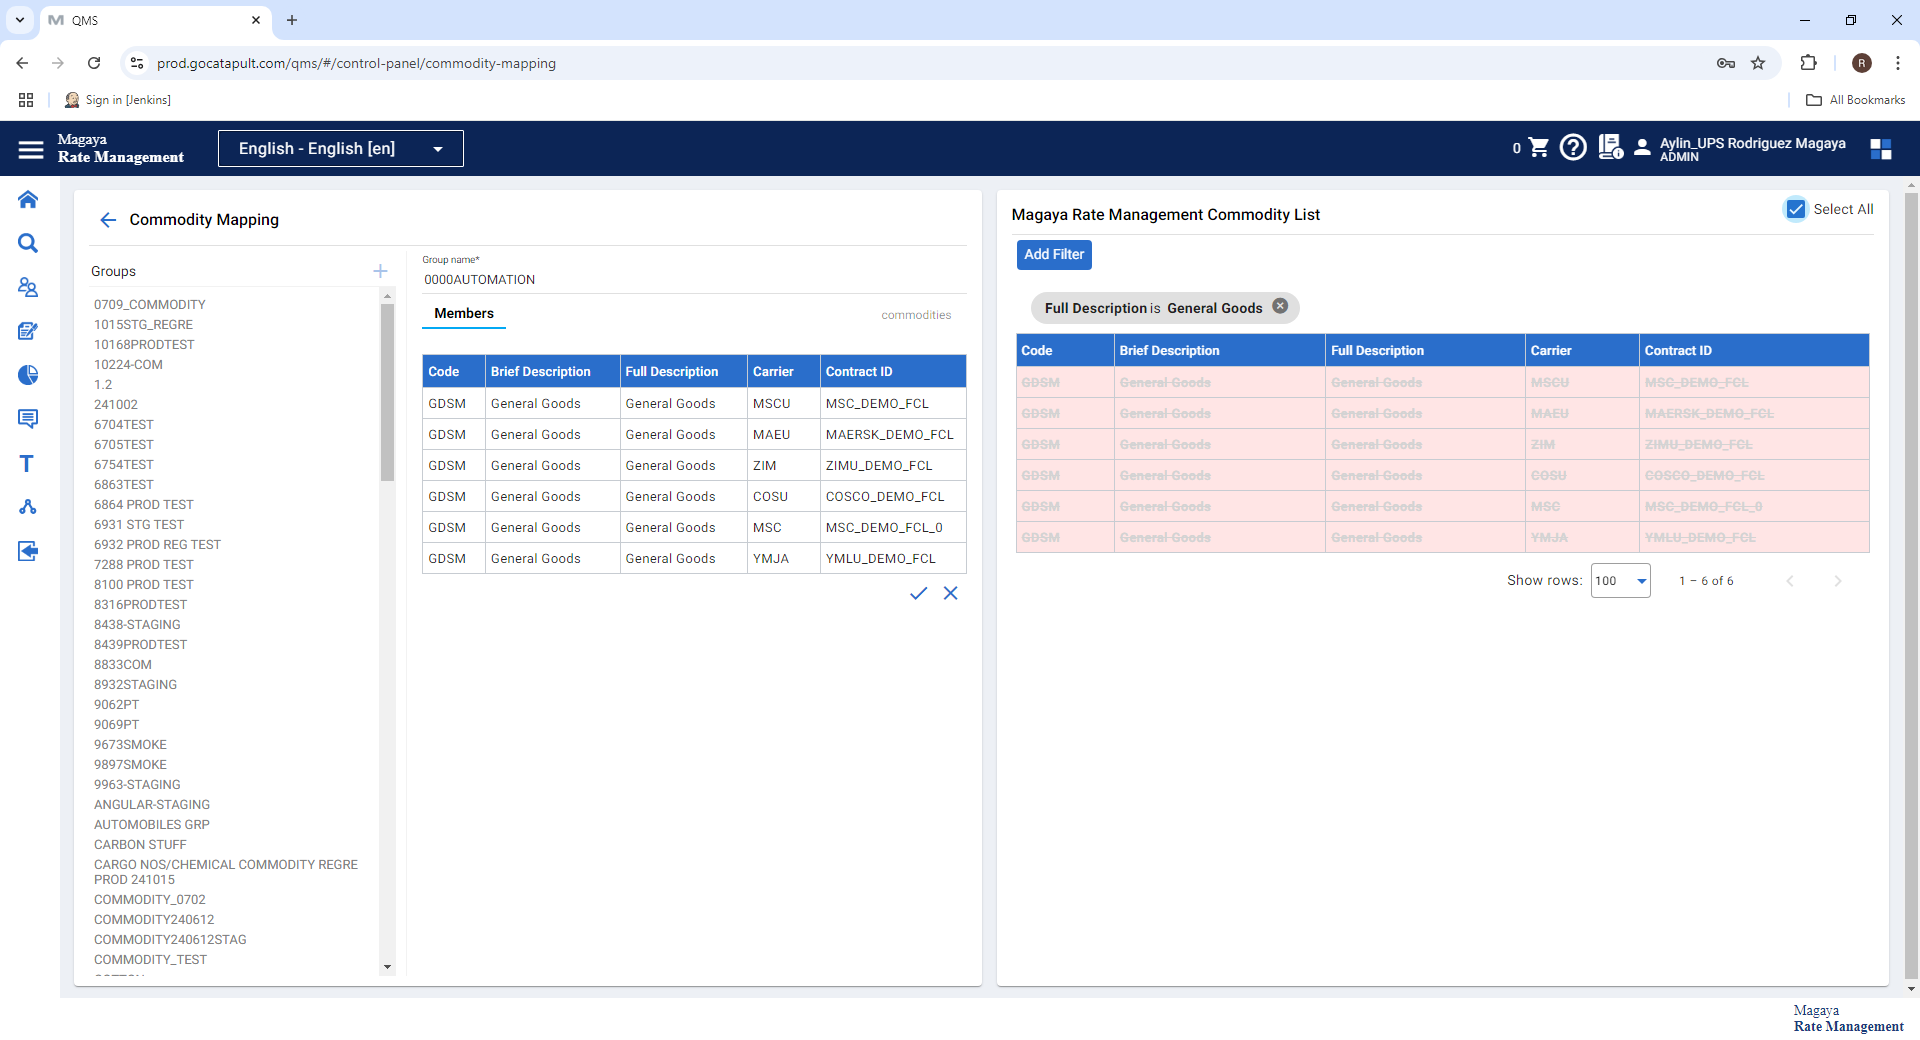 QMS
prod.gocatapult.com/qms/#/control-panel/commodity-mapping
R
Sign in [Jenkins]
All Bookmarks
Magaya
Rate Management
English - English [en]
0
Aylin_UPS Rodriguez Magaya
ADMIN
Commodity Mapping
Groups
0709_COMMODITY
1015STG_REGRE
10168PRODTEST
10224-COM
1.2
241002
6704TEST
6705TEST
6754TEST
6863TEST
6864 PROD TEST
6931 STG TEST
6932 PROD REG TEST
7288 PROD TEST
8100 PROD TEST
8316PRODTEST
8438-STAGING
8439PRODTEST
8833COM
8932STAGING
9062PT
9069PT
9673SMOKE
9897SMOKE
9963-STAGING
ANGULAR-STAGING
AUTOMOBILES GRP
CARBON STUFF
CARGO NOS/CHEMICAL COMMODITY REGRE
PROD 241015
COMMODITY_0702
COMMODITY240612
COMMODITY240612STAG
COMMODITY_TEST
Group name*
0000AUTOMATION
Members
commodities
Code Brief Description Full Description Carrier Contract ID
GDSM General Goods General Goods MSCU MSC_DEMO_FCL
GDSM General Goods General Goods MAEU MAERSK_DEMO_FCL
GDSM General Goods General Goods ZIM ZIMU_DEMO_FCL
GDSM General Goods General Goods COSU COSCO_DEMO_FCL
GDSM General Goods General Goods MSC MSC_DEMO_FCL_0
GDSM General Goods General Goods YMJA YMLU_DEMO_FCL
Magaya Rate Management Commodity List
Select All
Add Filter
Full Description is General Goods
Code Brief Description Full Description Carrier Contract ID
GDSM General Goods General Goods MSCU MSC_DEMO_FCL
GDSM General Goods General Goods MAEU MAERSK_DEMO_FCL
GDSM General Goods General Goods ZIM ZIMU_DEMO_FCL
GDSM General Goods General Goods COSU COSCO_DEMO_FCL
GDSM General Goods General Goods MSC MSC_DEMO_FCL_0
GDSM General Goods General Goods YMJA YMLU_DEMO_FCL
Show rows: 100 1 – 6 of 6
Magaya
Rate Management